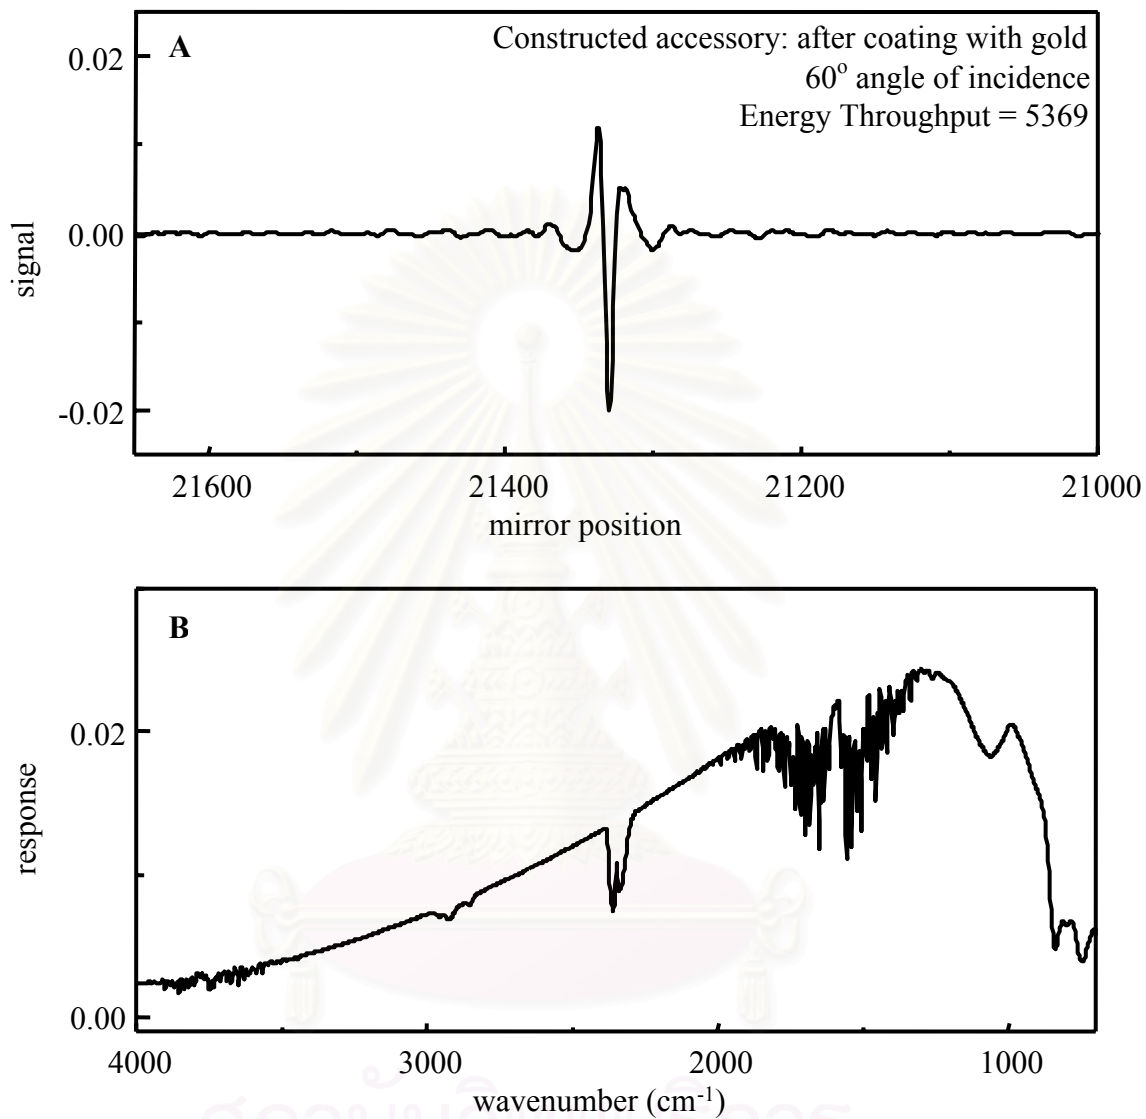 A
Constructed accessory: after coating with gold
60° angle of incidence
Energy Throughput = 5369
0.02
0.00
-0.02
signal
21600 21400 21200 21000
mirror position
B
0.02
0.00
response
4000 3000 2000 1000
wavenumber (cm⁻¹)